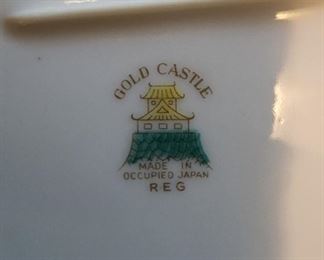 GOLD CASTLE
MADE IN
OCCUPIED JAPAN
REG